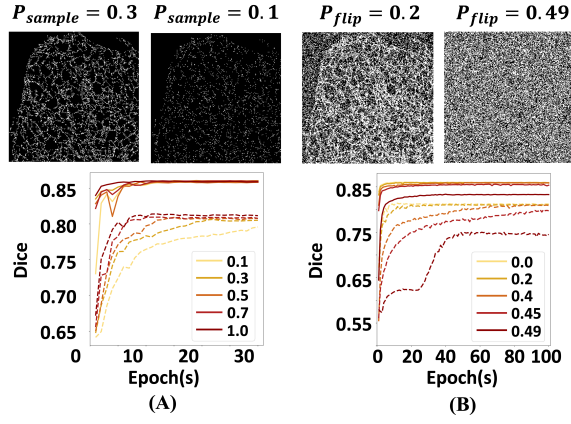 P_sample = 0.3 P_sample = 0.1 P_flip = 0.2 P_flip = 0.49
0.85
0.80
0.75
0.70
0.65
Dice
0.1
0.3
0.5
0.7
1.0
0 10 20 30
Epoch(s)
(A)
0.85
0.75
0.65
0.55
Dice
0.0
0.2
0.4
0.45
0.49
0 20 40 60 80 100
Epoch(s)
(B)